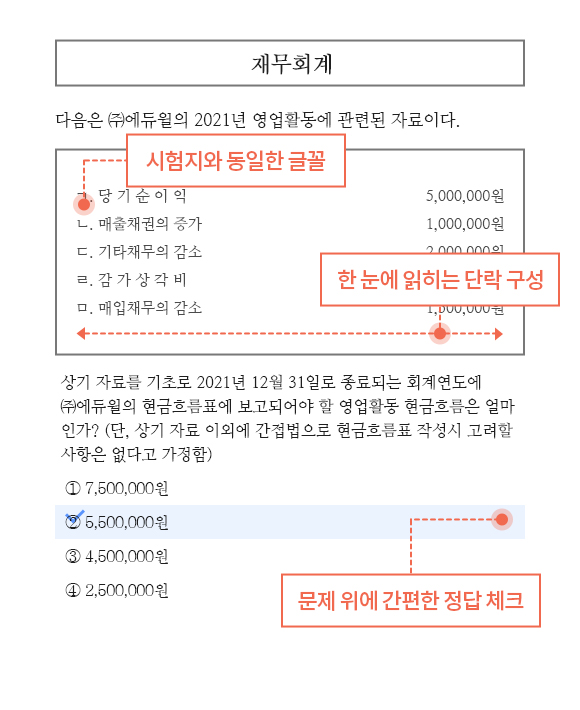 재무회계
다음은 ㈜에듀윌의 2021년 영업활동에 관련된 자료이다.
시험지와 동일한 글꼴
ㄱ. 당 기 순 이 익 5,000,000원
ㄴ. 매출채권의 증가 1,000,000원
ㄷ. 기타채무의 감소 2,000,000원
한 눈에 읽히는 단락 구성
ㄹ. 감 가 상 각 비
ㅁ. 매입채무의 감소 1,500,000원
상기 자료를 기초로 2021년 12월 31일로 종료되는 회계연도에
㈜에듀윌의 현금흐름표에 보고되어야 할 영업활동 현금흐름은 얼마
인가? (단, 상기 자료 이외에 간접법으로 현금흐름표 작성시 고려할
사항은 없다고 가정함)
① 7,500,000원
② 5,500,000원
③ 4,500,000원
④ 2,500,000원
문제 위에 간편한 정답 체크